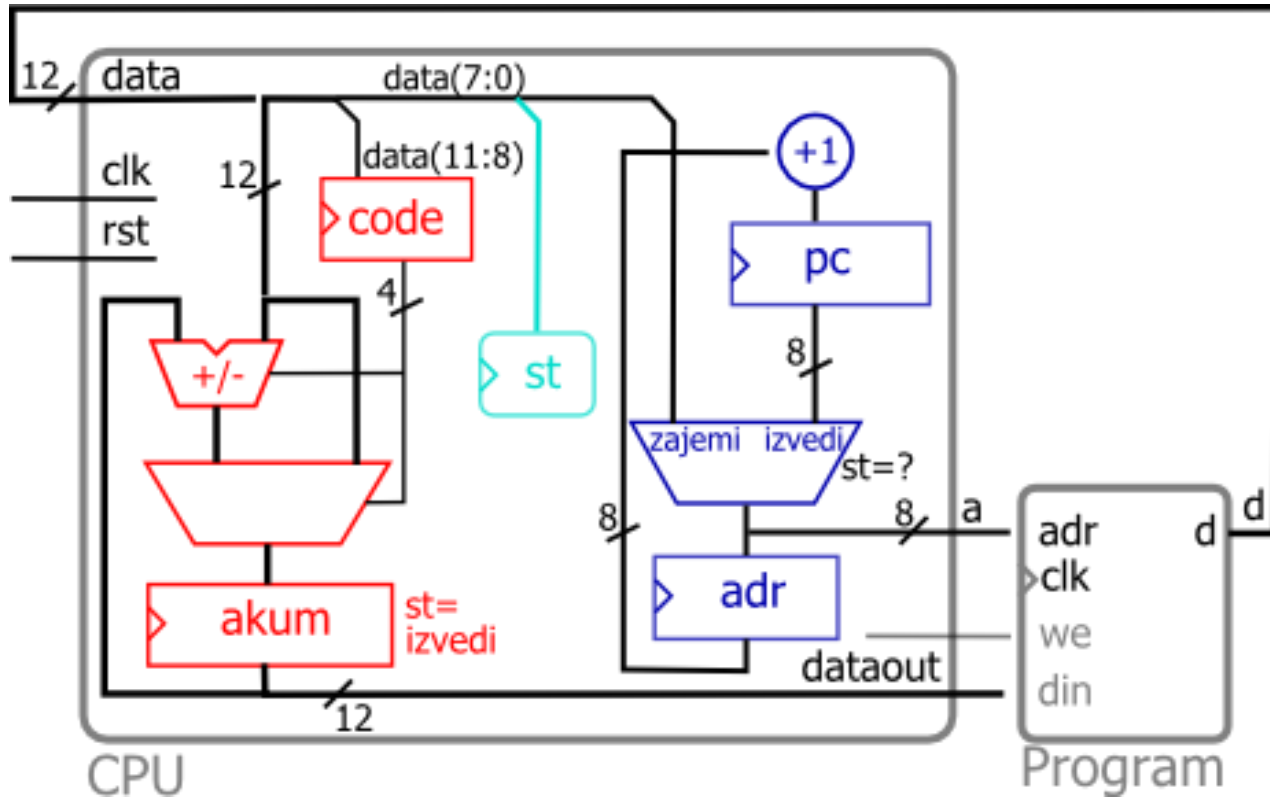 12
data
data(7:0)
clk
12
data(11:8)
+1
rst
code
pc
4
8
+/-
st
zajemi izvedi
st=?
8
8
a
d
adr
d
clk
akum
st=
izvedi
adr
we
dataout
din
12
CPU
Program